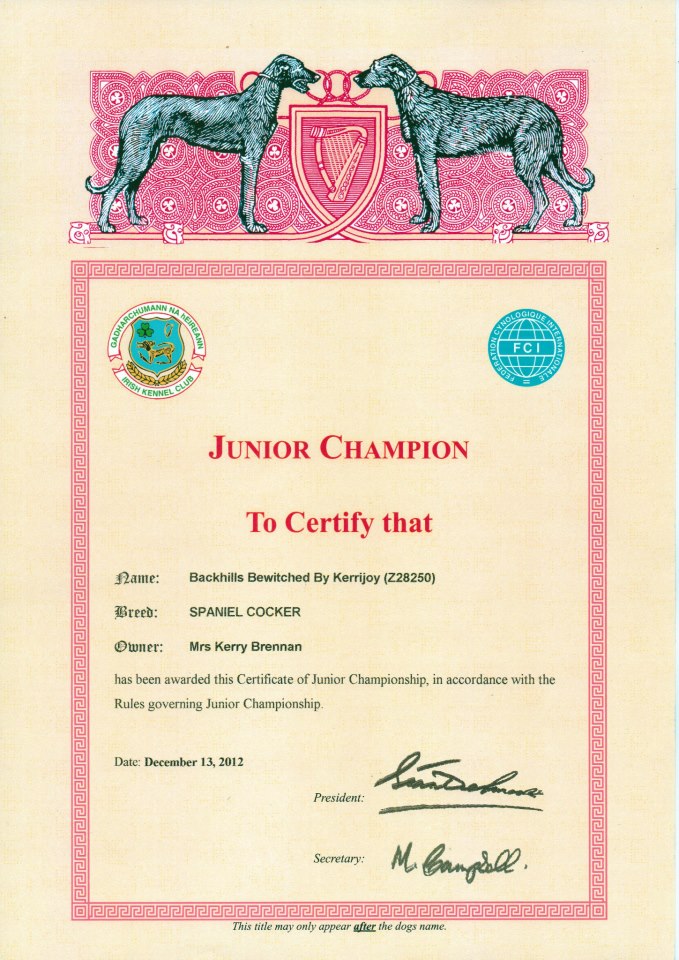 GADHARCHUMANN NA hEIREANN
IRISH KENNEL CLUB
FEDERATION CYNOLOGIQUE INTERNATIONALE
FCI
JUNIOR CHAMPION
To Certify that
Name: Backhills Bewitched By Kerrijoy (Z28250)
Breed: SPANIEL COCKER
Owner: Mrs Kerry Brennan
has been awarded this Certificate of Junior Championship, in accordance with the
Rules governing Junior Championship.
Date: December 13, 2012
President:
Secretary: M. Campbell.
This title may only appear after the dogs name.